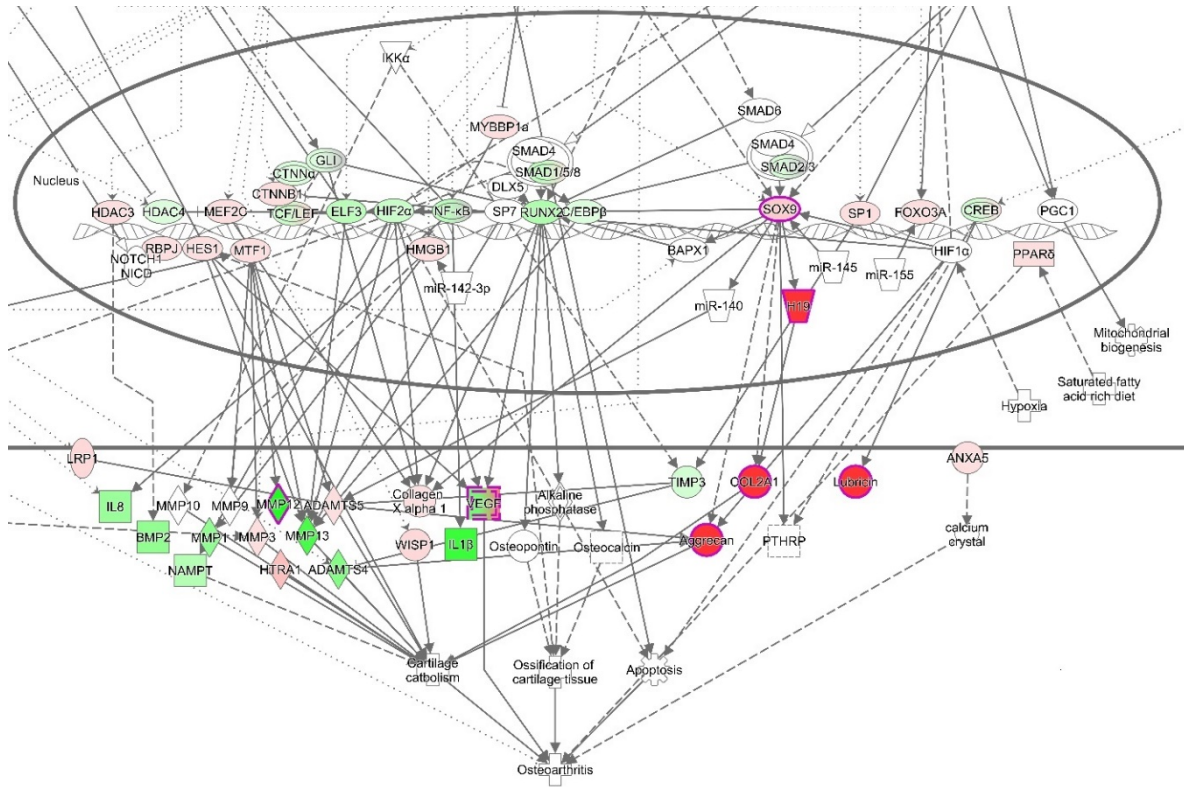 IKKα
SMAD6
MYBBP1a
SMAD4
SMAD4
GLI
CTNNα
SMAD1/5/8
SMAD2/3
Nucleus
CTNNB1
DLX5
HDAC3
HDAC4
MEF2C
TCF/LEF
ELF3
HIF2α
NF-κB
SP7
RUNX2
C/EBPβ
SOX9
SP1
FOXO3A
CREB
PGC1
RBPJ
HES1
MTF1
HMGB1
BAPX1
HIF1α
PPARδ
NOTCH1
NICD
miR-142-3p
miR-145
miR-155
miR-140
H19
Mitochondrial
biogenesis
Saturated fatty
acid rich diet
Hypoxia
LRP1
ANXA5
IL8
MMP10
MMP9
MMP12
ADAMTS5
Collagen
X alpha 1
VEGF
Alkaline
phosphatase
TIMP3
COL2A1
Lubricin
BMP2
MMP1
MMP3
MMP13
WISP1
IL1β
Osteopontin
Osteocalcin
Aggrecan
PTHRP
calcium
crystal
NAMPT
HTRA1
ADAMTS4
Cartilage
catbolism
Ossification of
cartilage tissue
Apoptosis
Osteoarthritis